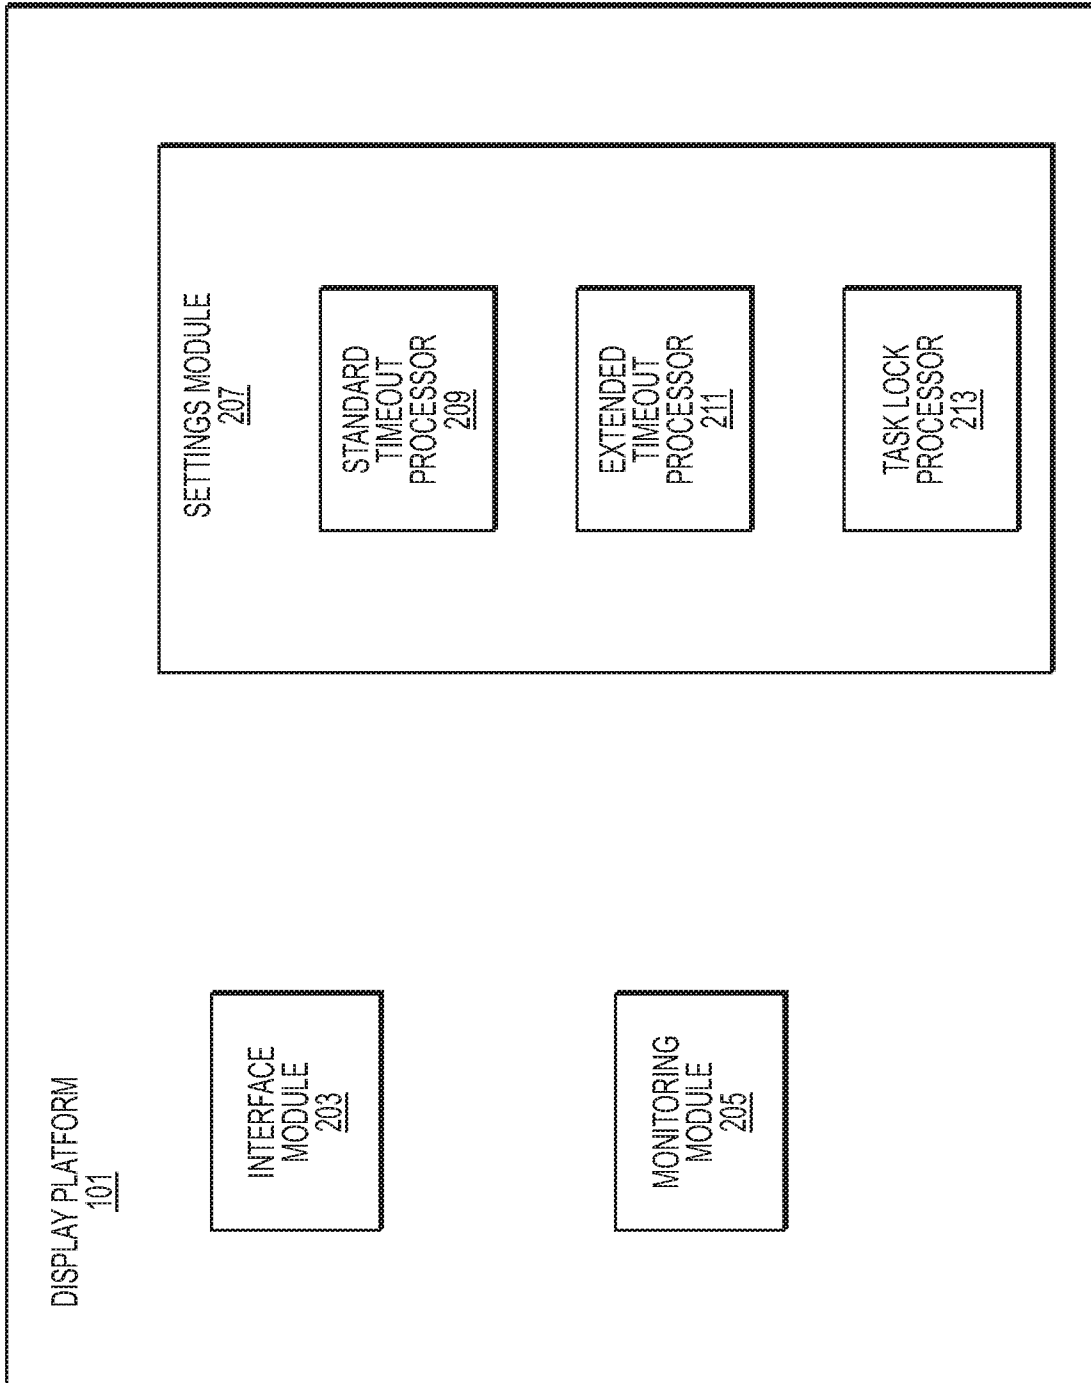 DISPLAY PLATFORM
101
INTERFACE
MODULE
203
MONITORING
MODULE
205
SETTINGS MODULE
207
STANDARD
TIMEOUT
PROCESSOR
209
EXTENDED
TIMEOUT
PROCESSOR
211
TASK LOCK
PROCESSOR
213